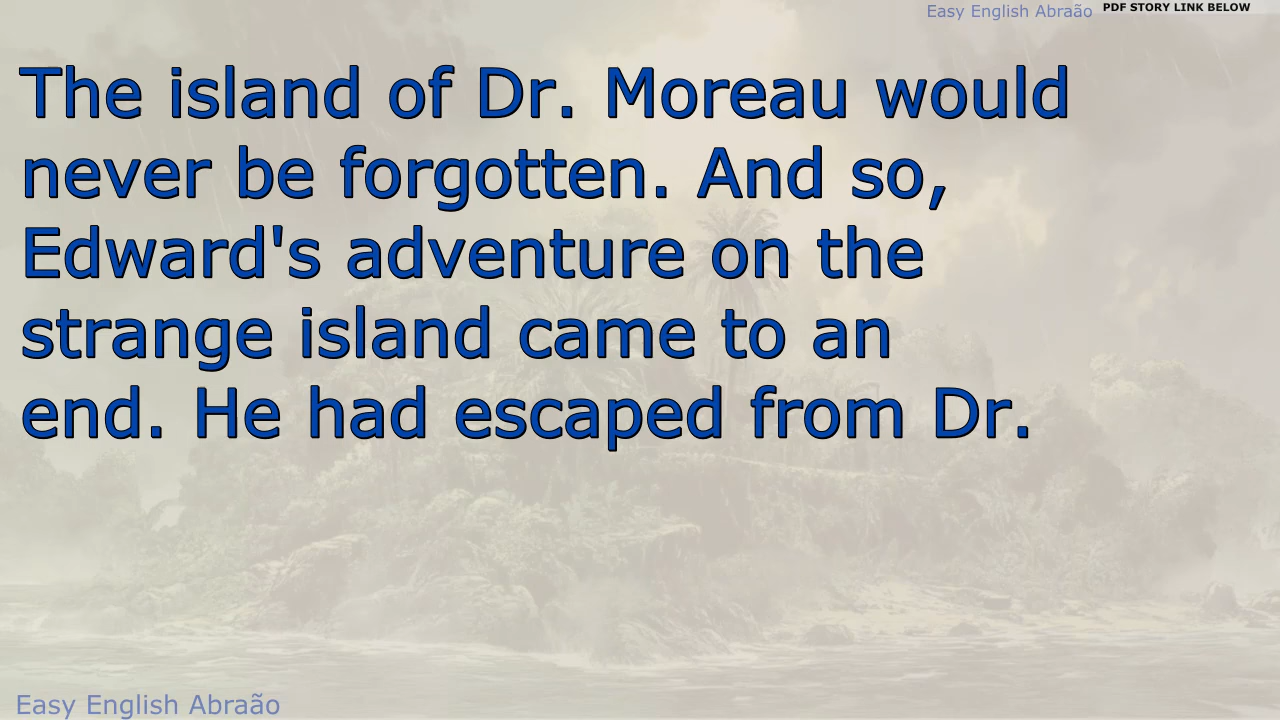 Easy English Abraão PDF STORY LINK BELOW
The island of Dr. Moreau would
never be forgotten. And so,
Edward's adventure on the
strange island came to an
end. He had escaped from Dr.
Easy English Abraão